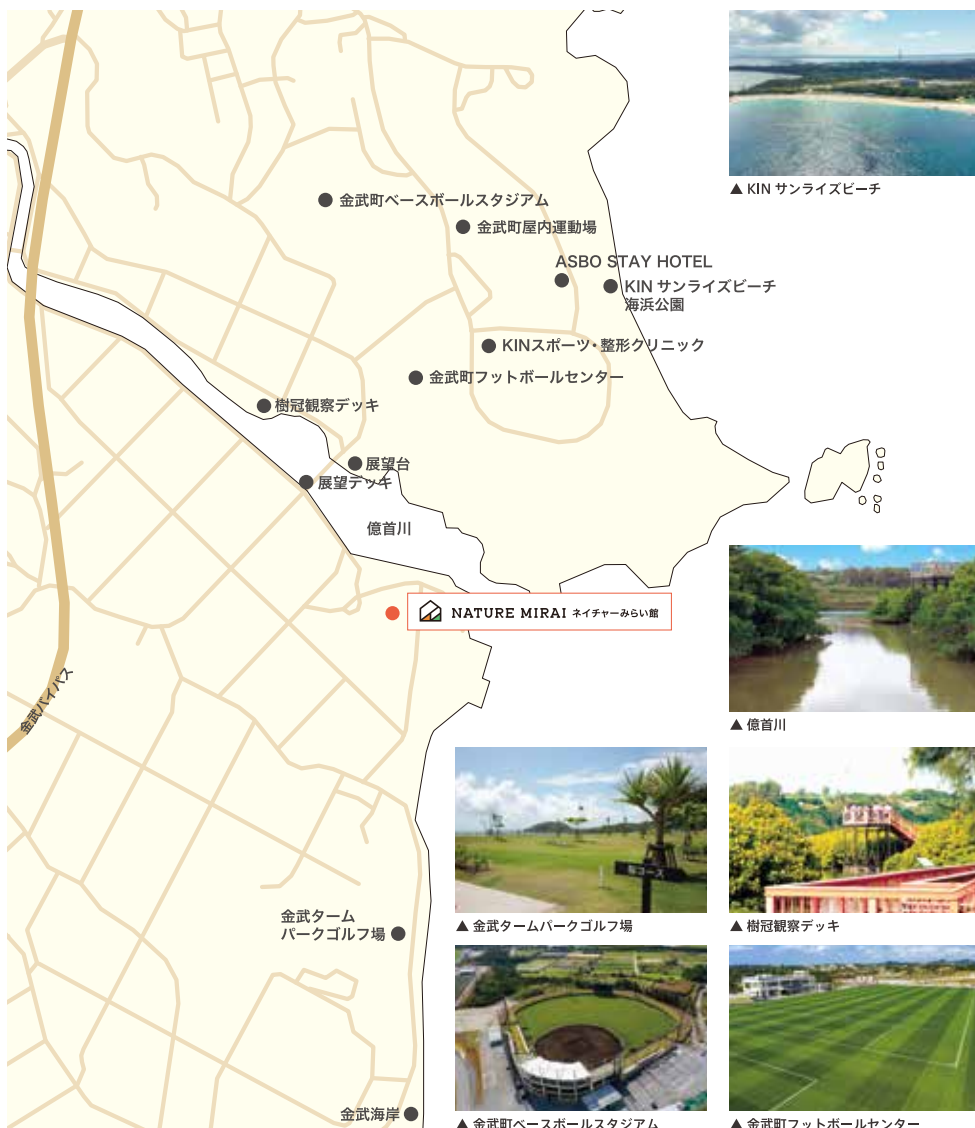 ▲ KIN サンライズビーチ
金武町ベースボールスタジアム
金武町屋内運動場
ASBO STAY HOTEL
KIN サンライズビーチ
海浜公園
KINスポーツ・整形クリニック
金武町フットボールセンター
樹冠観察デッキ
展望台
展望デッキ
億首川
NATURE MIRAI ネイチャーみらい館
金武バイパス
▲ 億首川
金武ターム
パークゴルフ場
▲ 金武タームパークゴルフ場
▲ 樹冠観察デッキ
金武海岸
▲ 金武町ベースボールスタジアム
▲ 金武町フットボールセンター